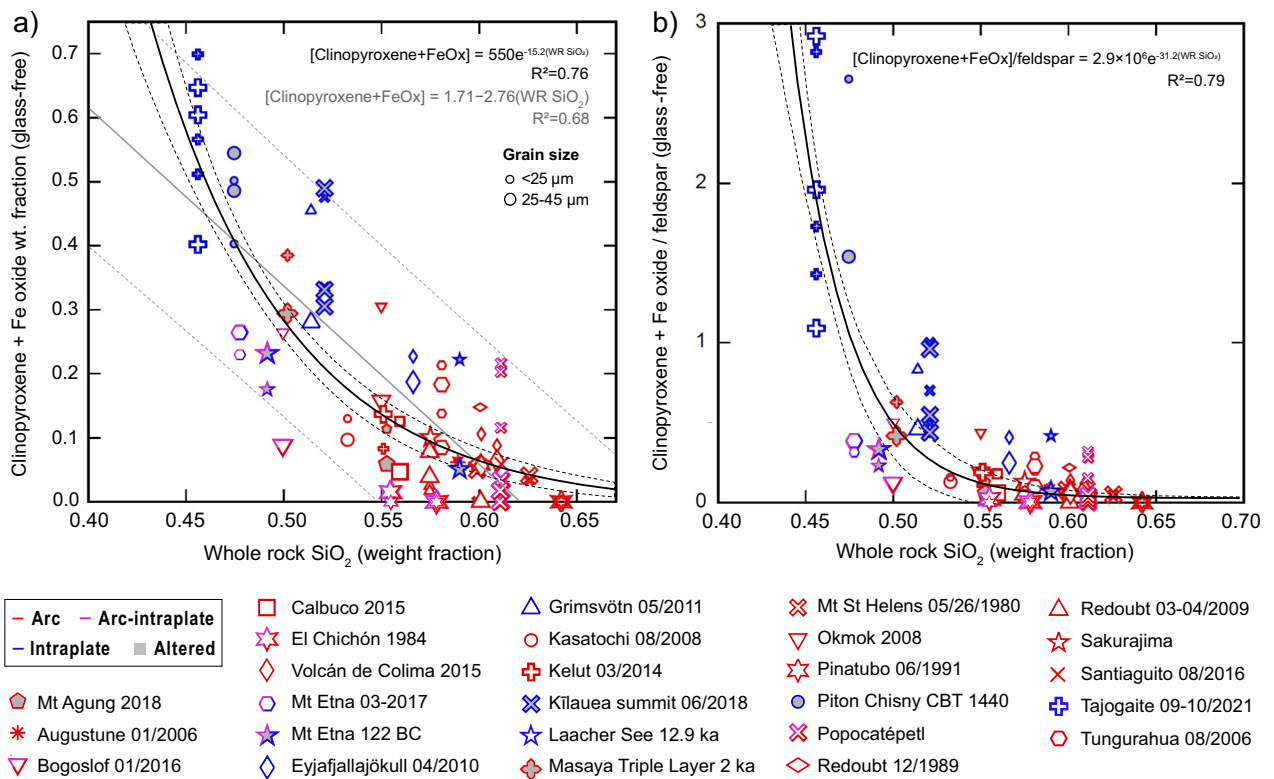 a)
[Clinopyroxene+FeOx] = 550e^-15.2(WR SiO₂)
R²=0.76
[Clinopyroxene+FeOx] = 1.71−2.76(WR SiO₂)
R²=0.68
Grain size
<25 µm
25-45 µm
Clinopyroxene + Fe oxide wt. fraction (glass-free)
0.7
0.6
0.5
0.4
0.3
0.2
0.1
0.0
0.40 0.45 0.50 0.55 0.60
Whole rock SiO₂ (weight fraction)
b)
[Clinopyroxene+FeOx]/feldspar = 2.9×10⁶e^-31.2(WR SiO₂)
R²=0.79
Clinopyroxene + Fe oxide / feldspar (glass-free)
3
2
1
0
0.40 0.45 0.50 0.55 0.60 0.65 0.70
Whole rock SiO₂ (weight fraction)
Arc
Arc-intraplate
Intraplate
Altered
Mt Agung 2018
Augustune 01/2006
Bogoslof 01/2016
Calbuco 2015
El Chichón 1984
Volcán de Colima 2015
Mt Etna 03-2017
Mt Etna 122 BC
Eyjafjallajökull 04/2010
Grimsvötn 05/2011
Kasatochi 08/2008
Kelut 03/2014
Kīlauea summit 06/2018
Laacher See 12.9 ka
Masaya Triple Layer 2 ka
Mt St Helens 05/26/1980
Okmok 2008
Pinatubo 06/1991
Piton Chisny CBT 1440
Popocatépetl
Redoubt 12/1989
Redoubt 03-04/2009
Sakurajima
Santiaguito 08/2016
Tajogaite 09-10/2021
Tungurahua 08/2006